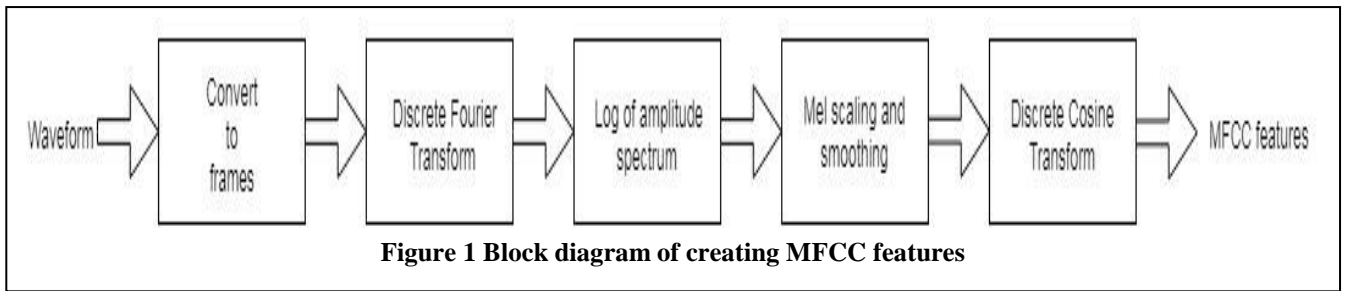 Waveform
Convert
to
frames
Discrete Fourier
Transform
Log of amplitude
spectrum
Mel scaling and
smoothing
Discrete Cosine
Transform
MFCC features
Figure 1 Block diagram of creating MFCC features